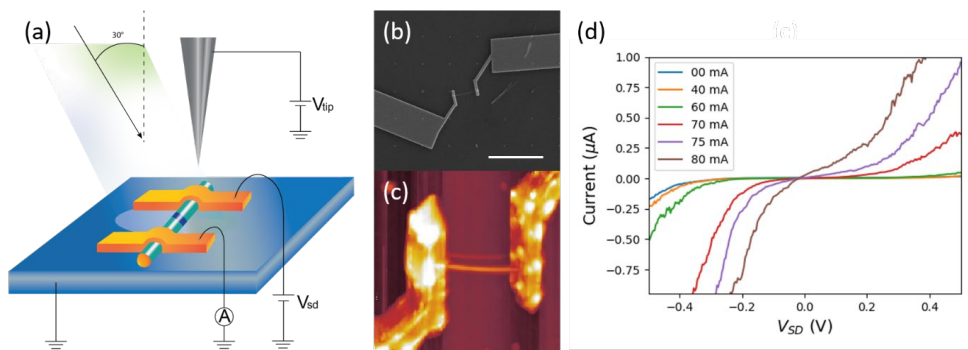 (a)
30°
V_tip
V_sd
A
(b)
(c)
(d)
(c)
Current (μA)
1.00
0.75
0.50
0.25
0.00
-0.25
-0.50
-0.75
00 mA
40 mA
60 mA
70 mA
75 mA
80 mA
-0.4 -0.2 0.0 0.2 0.4
V_SD (V)